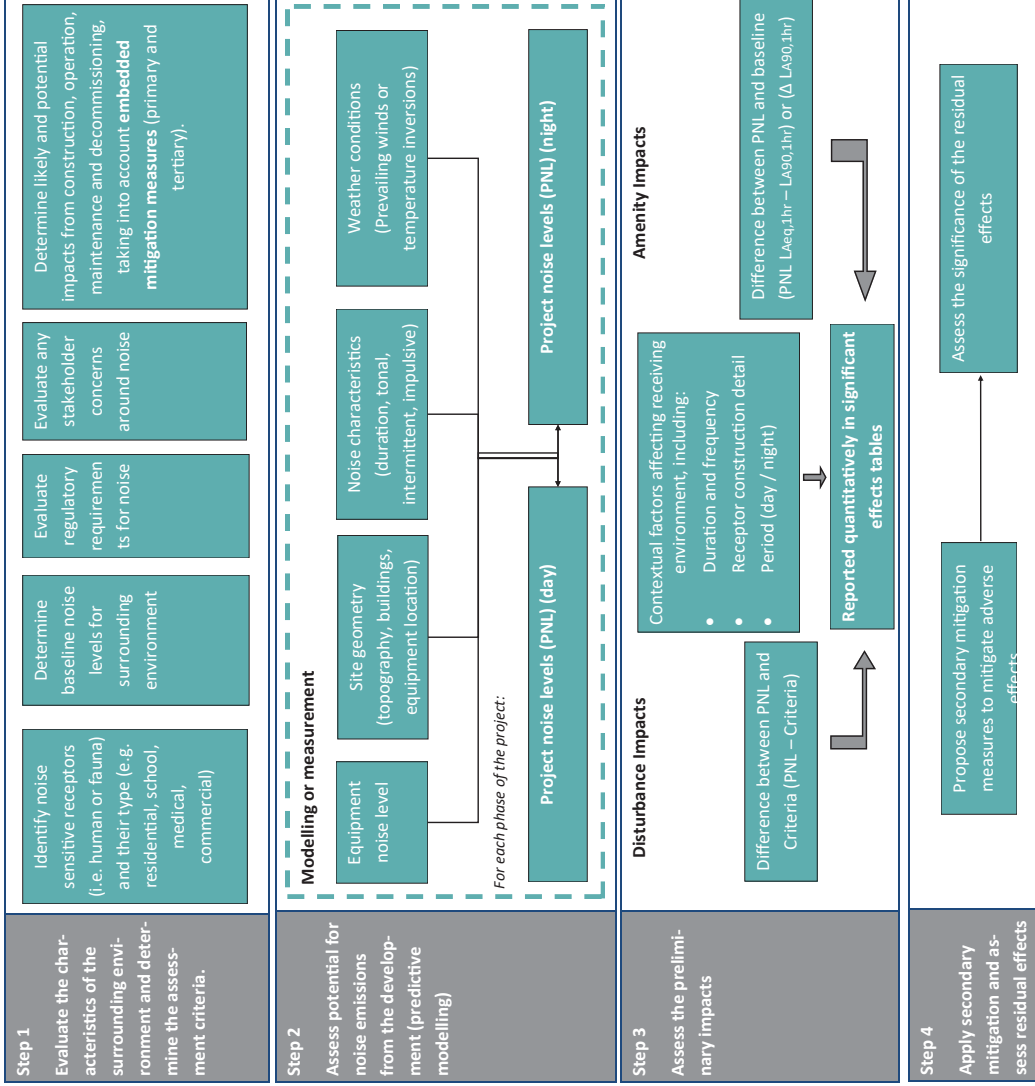 Step 1
Evaluate the char-
acteristics of the
surrounding envi-
ronment and deter-
mine the assess-
ment criteria.
Identify noise
sensitive receptors
(i.e. human or fauna)
and their type (e.g.
residential, school,
medical,
commercial)
Determine
baseline noise
levels for
surrounding
environment
Evaluate
regulatory
requiremen
ts for noise
Evaluate any
stakeholder
concerns
around noise
Determine likely and potential
impacts from construction, operation,
maintenance and decommissioning,
taking into account embedded
mitigation measures (primary and
tertiary).
Step 2
Assess potential for
noise emissions
from the develop-
ment (predictive
modelling)
Modelling or measurement
Equipment
noise level
Site geometry
(topography, buildings,
equipment location)
Noise characteristics
(duration, tonal,
intermittent, impulsive)
Weather conditions
(Prevailing winds or
temperature inversions)
For each phase of the project:
Project noise levels (PNL) (day)
Project noise levels (PNL) (night)
Step 3
Assess the prelimi-
nary impacts
Disturbance Impacts
Difference between PNL and
Criteria (PNL – Criteria)
Contextual factors affecting receiving
environment, including:
• Duration and frequency
• Receptor construction detail
• Period (day / night)
Amenity Impacts
Difference between PNL and baseline
(PNL LAeq,1hr – LA90,1hr) or (Δ LA90,1hr)
Reported quantitatively in significant
effects tables
Step 4
Apply secondary
mitigation and as-
sess residual effects
Propose secondary mitigation
measures to mitigate adverse
effects
Assess the significance of the residual
effects